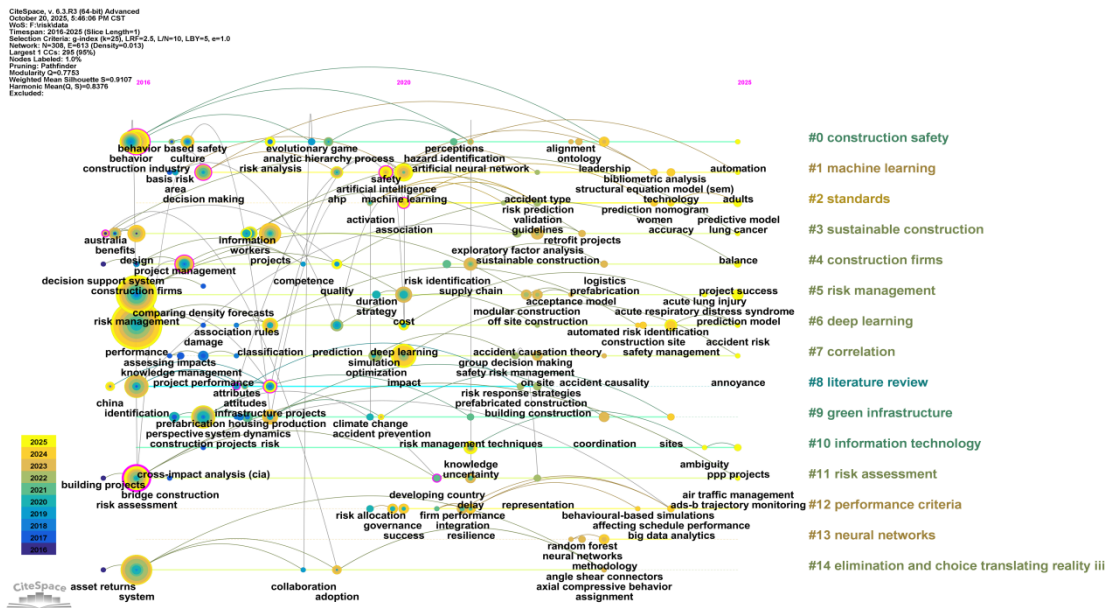 CiteSpace, v. 6.3.R3 (64-bit) Advanced
October 20, 2025, 5:46:06 PM CST
WoS: F:\risk\data
Timespan: 2016-2025 (Slice Length=1)
Selection Criteria: g-index (k=25), LRF=2.5, L/N=10, LBY=5, e=1.0
Network: N=308, E=613 (Density=0.013)
Largest 1 CCs: 295 (95%)
Nodes Labeled: 1.0%
Pruning: Pathfinder
Modularity Q=0.7753
Weighted Mean Silhouette S=0.9107
Harmonic Mean(Q, S)=0.8376
Excluded:
2016 2020 2025
#0 construction safety
behavior based safety evolutionary game perceptions alignment
behavior culture analytic hierarchy process hazard identification ontology
construction industry risk analysis artificial neural network leadership automation
#1 machine learning
basis risk safety bibliometric analysis
area artificial intelligence structural equation model (sem)
decision making ahp machine learning accident type technology adults
#2 standards
risk prediction prediction nomogram
activation validation women predictive model
association guidelines accuracy lung cancer
#3 sustainable construction
australia information retrofit projects
benefits workers exploratory factor analysis
design projects sustainable construction balance
#4 construction firms
project management
decision support system competence risk identification logistics
construction firms quality supply chain prefabrication project success
#5 risk management
duration acceptance model acute lung injury
comparing density forecasts strategy modular construction acute respiratory distress syndrome
risk management cost off site construction prediction model
#6 deep learning
association rules automated risk identification
damage construction site accident risk
performance classification prediction deep learning accident causation theory safety management
#7 correlation
assessing impacts simulation group decision making
knowledge management optimization safety risk management
project performance impact on site accident causality annoyance
#8 literature review
attributes risk response strategies
china attitudes prefabricated construction
identification infrastructure projects building construction
#9 green infrastructure
prefabrication housing production climate change
perspective system dynamics accident prevention
construction projects risk risk management techniques coordination sites
#10 information technology
knowledge ambiguity
cross-impact analysis (cia) uncertainty ppp projects
#11 risk assessment
building projects
bridge construction developing country air traffic management
risk assessment delay representation ads-b trajectory monitoring
#12 performance criteria
risk allocation firm performance behavioural-based simulations
governance integration affecting schedule performance
success resilience big data analytics
#13 neural networks
random forest
neural networks
methodology
#14 elimination and choice translating reality iii
angle shear connectors
asset returns collaboration axial compressive behavior
system adoption assignment
2025
2024
2023
2022
2021
2020
2019
2018
2017
2016
CiteSpace